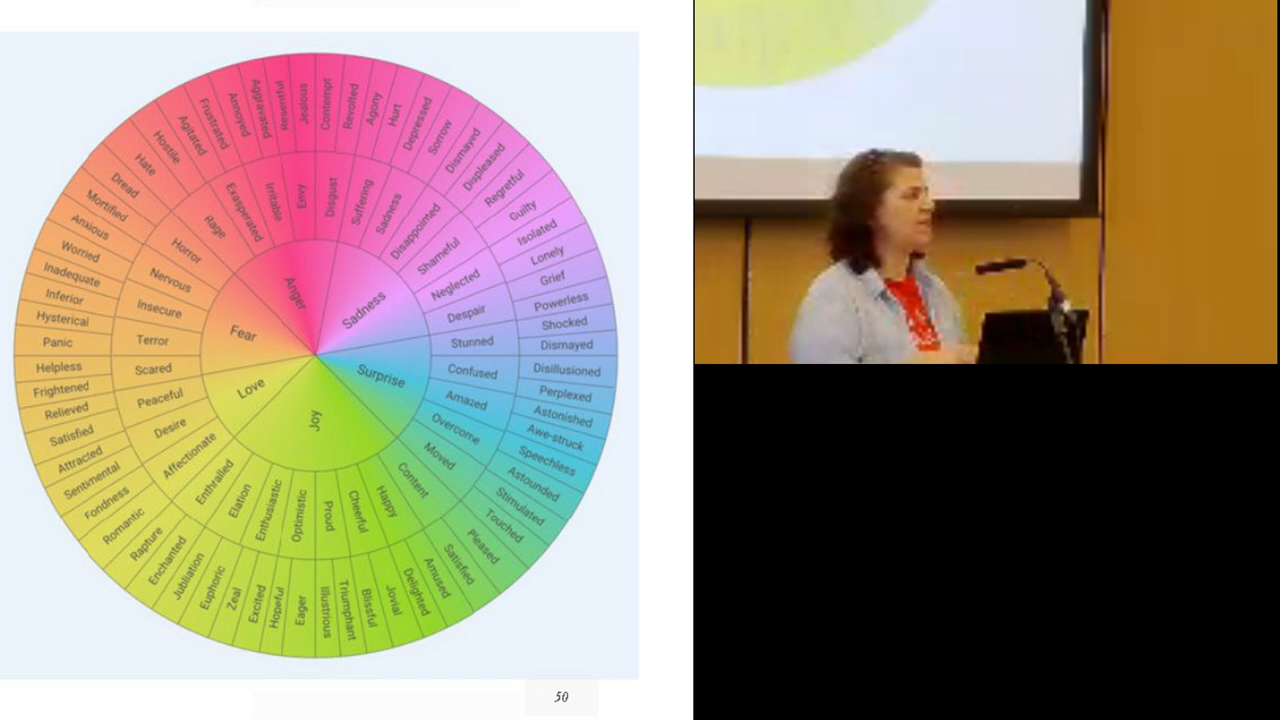 Anger
Sadness
Surprise
Joy
Love
Fear
Disgust
Suffering
Sadness
Disappointed
Shameful
Neglected
Despair
Stunned
Confused
Amazed
Overcome
Moved
Content
Happy
Cheerful
Proud
Optimistic
Enthusiastic
Elation
Enthralled
Affectionate
Desire
Peaceful
Scared
Terror
Insecure
Nervous
Horror
Rage
Exasperated
Irritable
Envy
Contempt
Revolted
Agony
Hurt
Depressed
Sorrow
Dismayed
Displeased
Regretful
Guilty
Isolated
Lonely
Grief
Powerless
Shocked
Dismayed
Disillusioned
Perplexed
Astonished
Awe-struck
Speechless
Astounded
Stimulated
Touched
Pleased
Satisfied
Amused
Delighted
Jovial
Blissful
Triumphant
Illustrious
Eager
Hopeful
Excited
Zeal
Euphoric
Jubliation
Enchanted
Rapture
Romantic
Fondness
Sentimental
Attracted
Satisfied
Relieved
Frightened
Helpless
Panic
Hysterical
Inferior
Inadequate
Worried
Anxious
Mortified
Dread
Hate
Hostile
Agitated
Frustrated
Annoyed
Aggravated
Resentful
Jealous
50